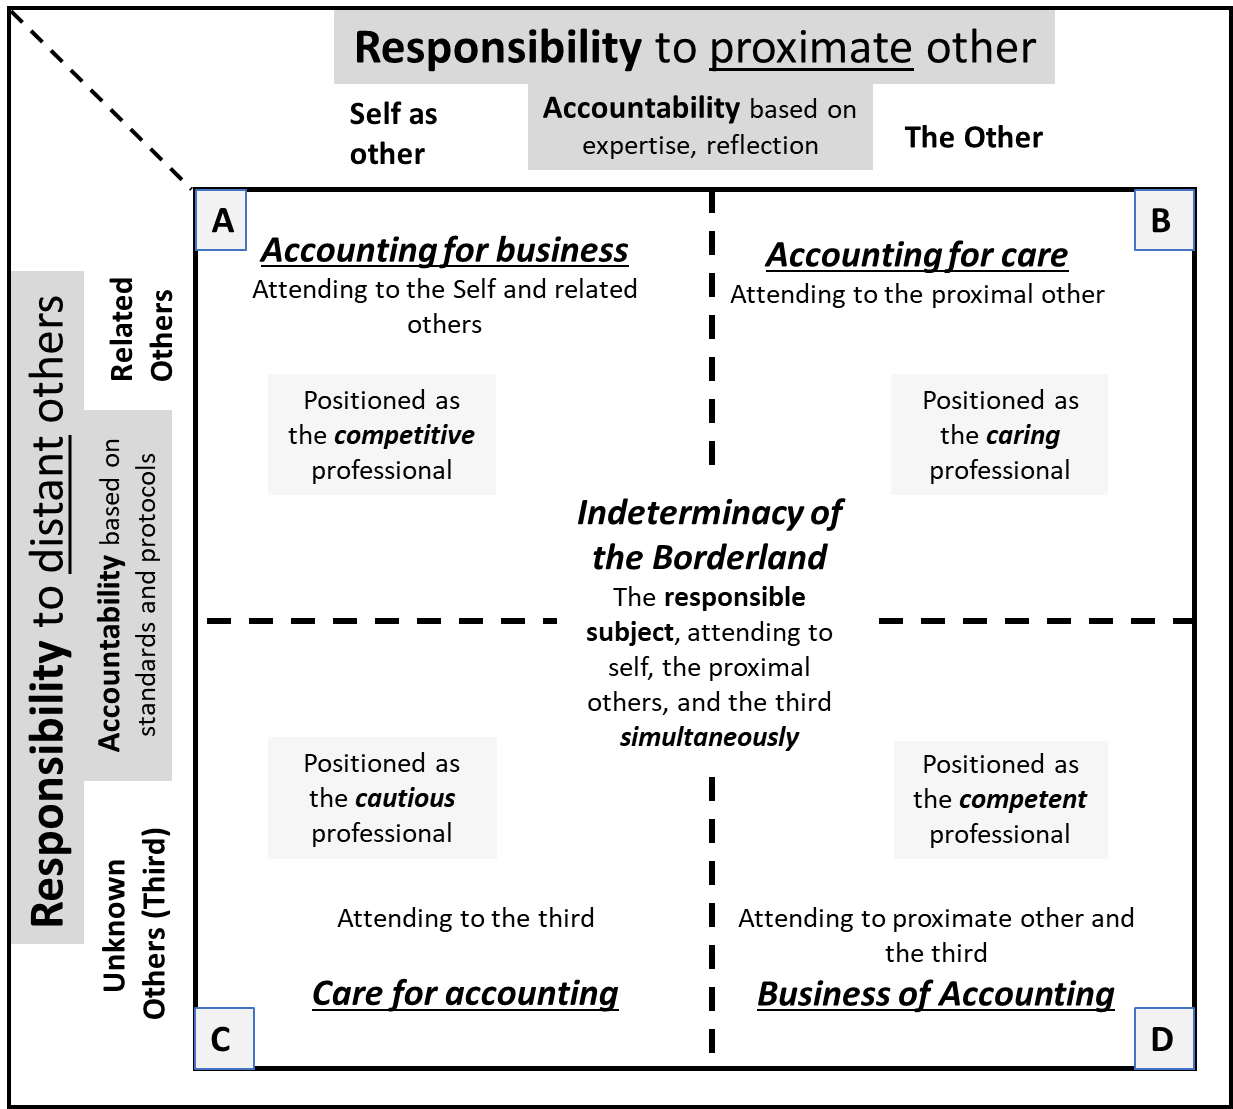 Responsibility to proximate other
Self as
other
Accountability based on
expertise, reflection
The Other
Responsibility to distant others
Related
Others
Accountability based on
standards and protocols
Unknown
Others (Third)
A
Accounting for business
Attending to the Self and related
others
Positioned as
the competitive
professional
B
Accounting for care
Attending to the proximal other
Positioned as
the caring
professional
Indeterminacy of
the Borderland
The responsible
subject, attending to
self, the proximal
others, and the third
simultaneously
Positioned as
the cautious
professional
Attending to the third
Care for accounting
C
Positioned as
the competent
professional
Attending to proximate other and
the third
Business of Accounting
D